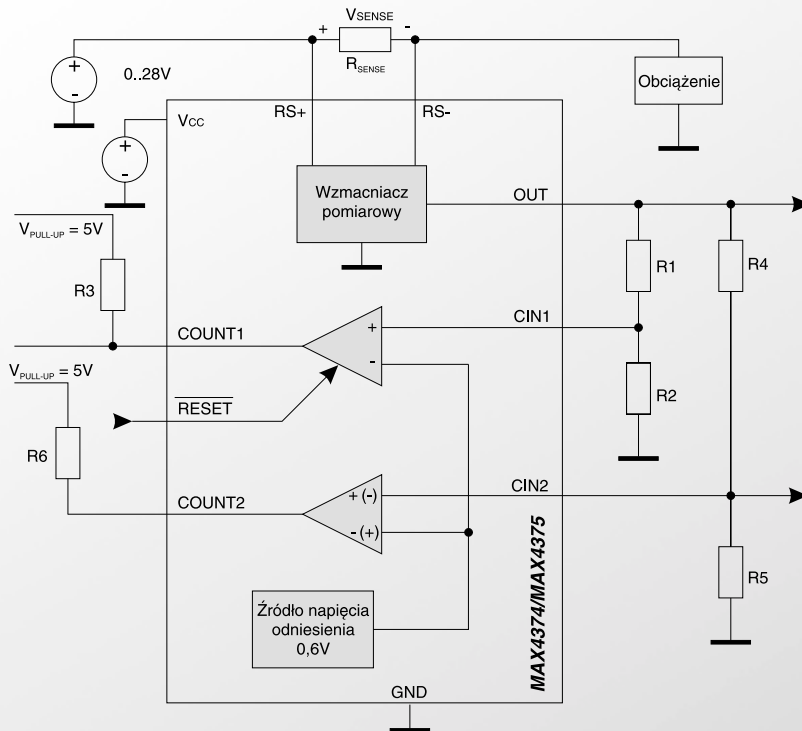 VSENSE
+ -
RSENSE
+
-
0..28V
Obciążenie
RS+
RS-
VCC
+
-
Wzmacniacz
pomiarowy
OUT
VPULL-UP = 5V
R1
R4
R3
COUNT1
+
-
CIN1
VPULL-UP = 5V
RESET
R2
R6
COUNT2
+ (-)
- (+)
CIN2
MAX4374/MAX4375
R5
Źródło napięcia
odniesienia
0,6V
GND